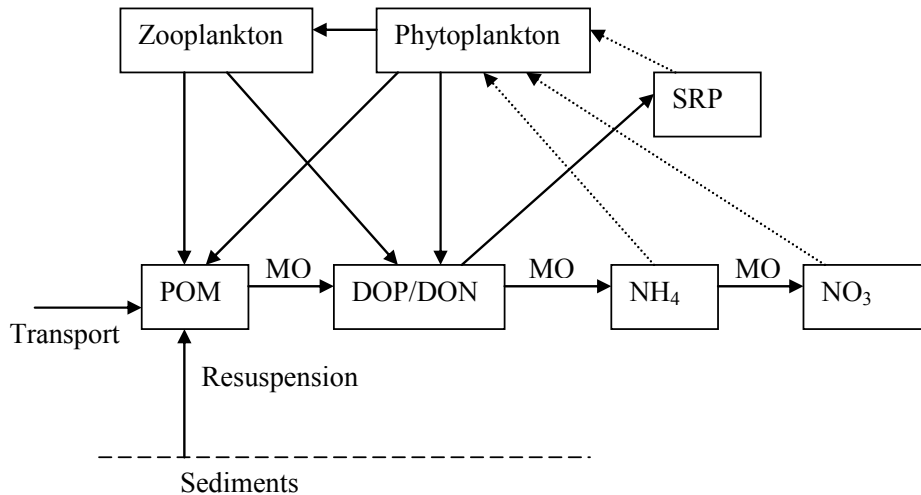 Zooplankton
Phytoplankton
SRP
MO
MO
MO
POM
DOP/DON
NH₄
NO₃
Transport
Resuspension
Sediments